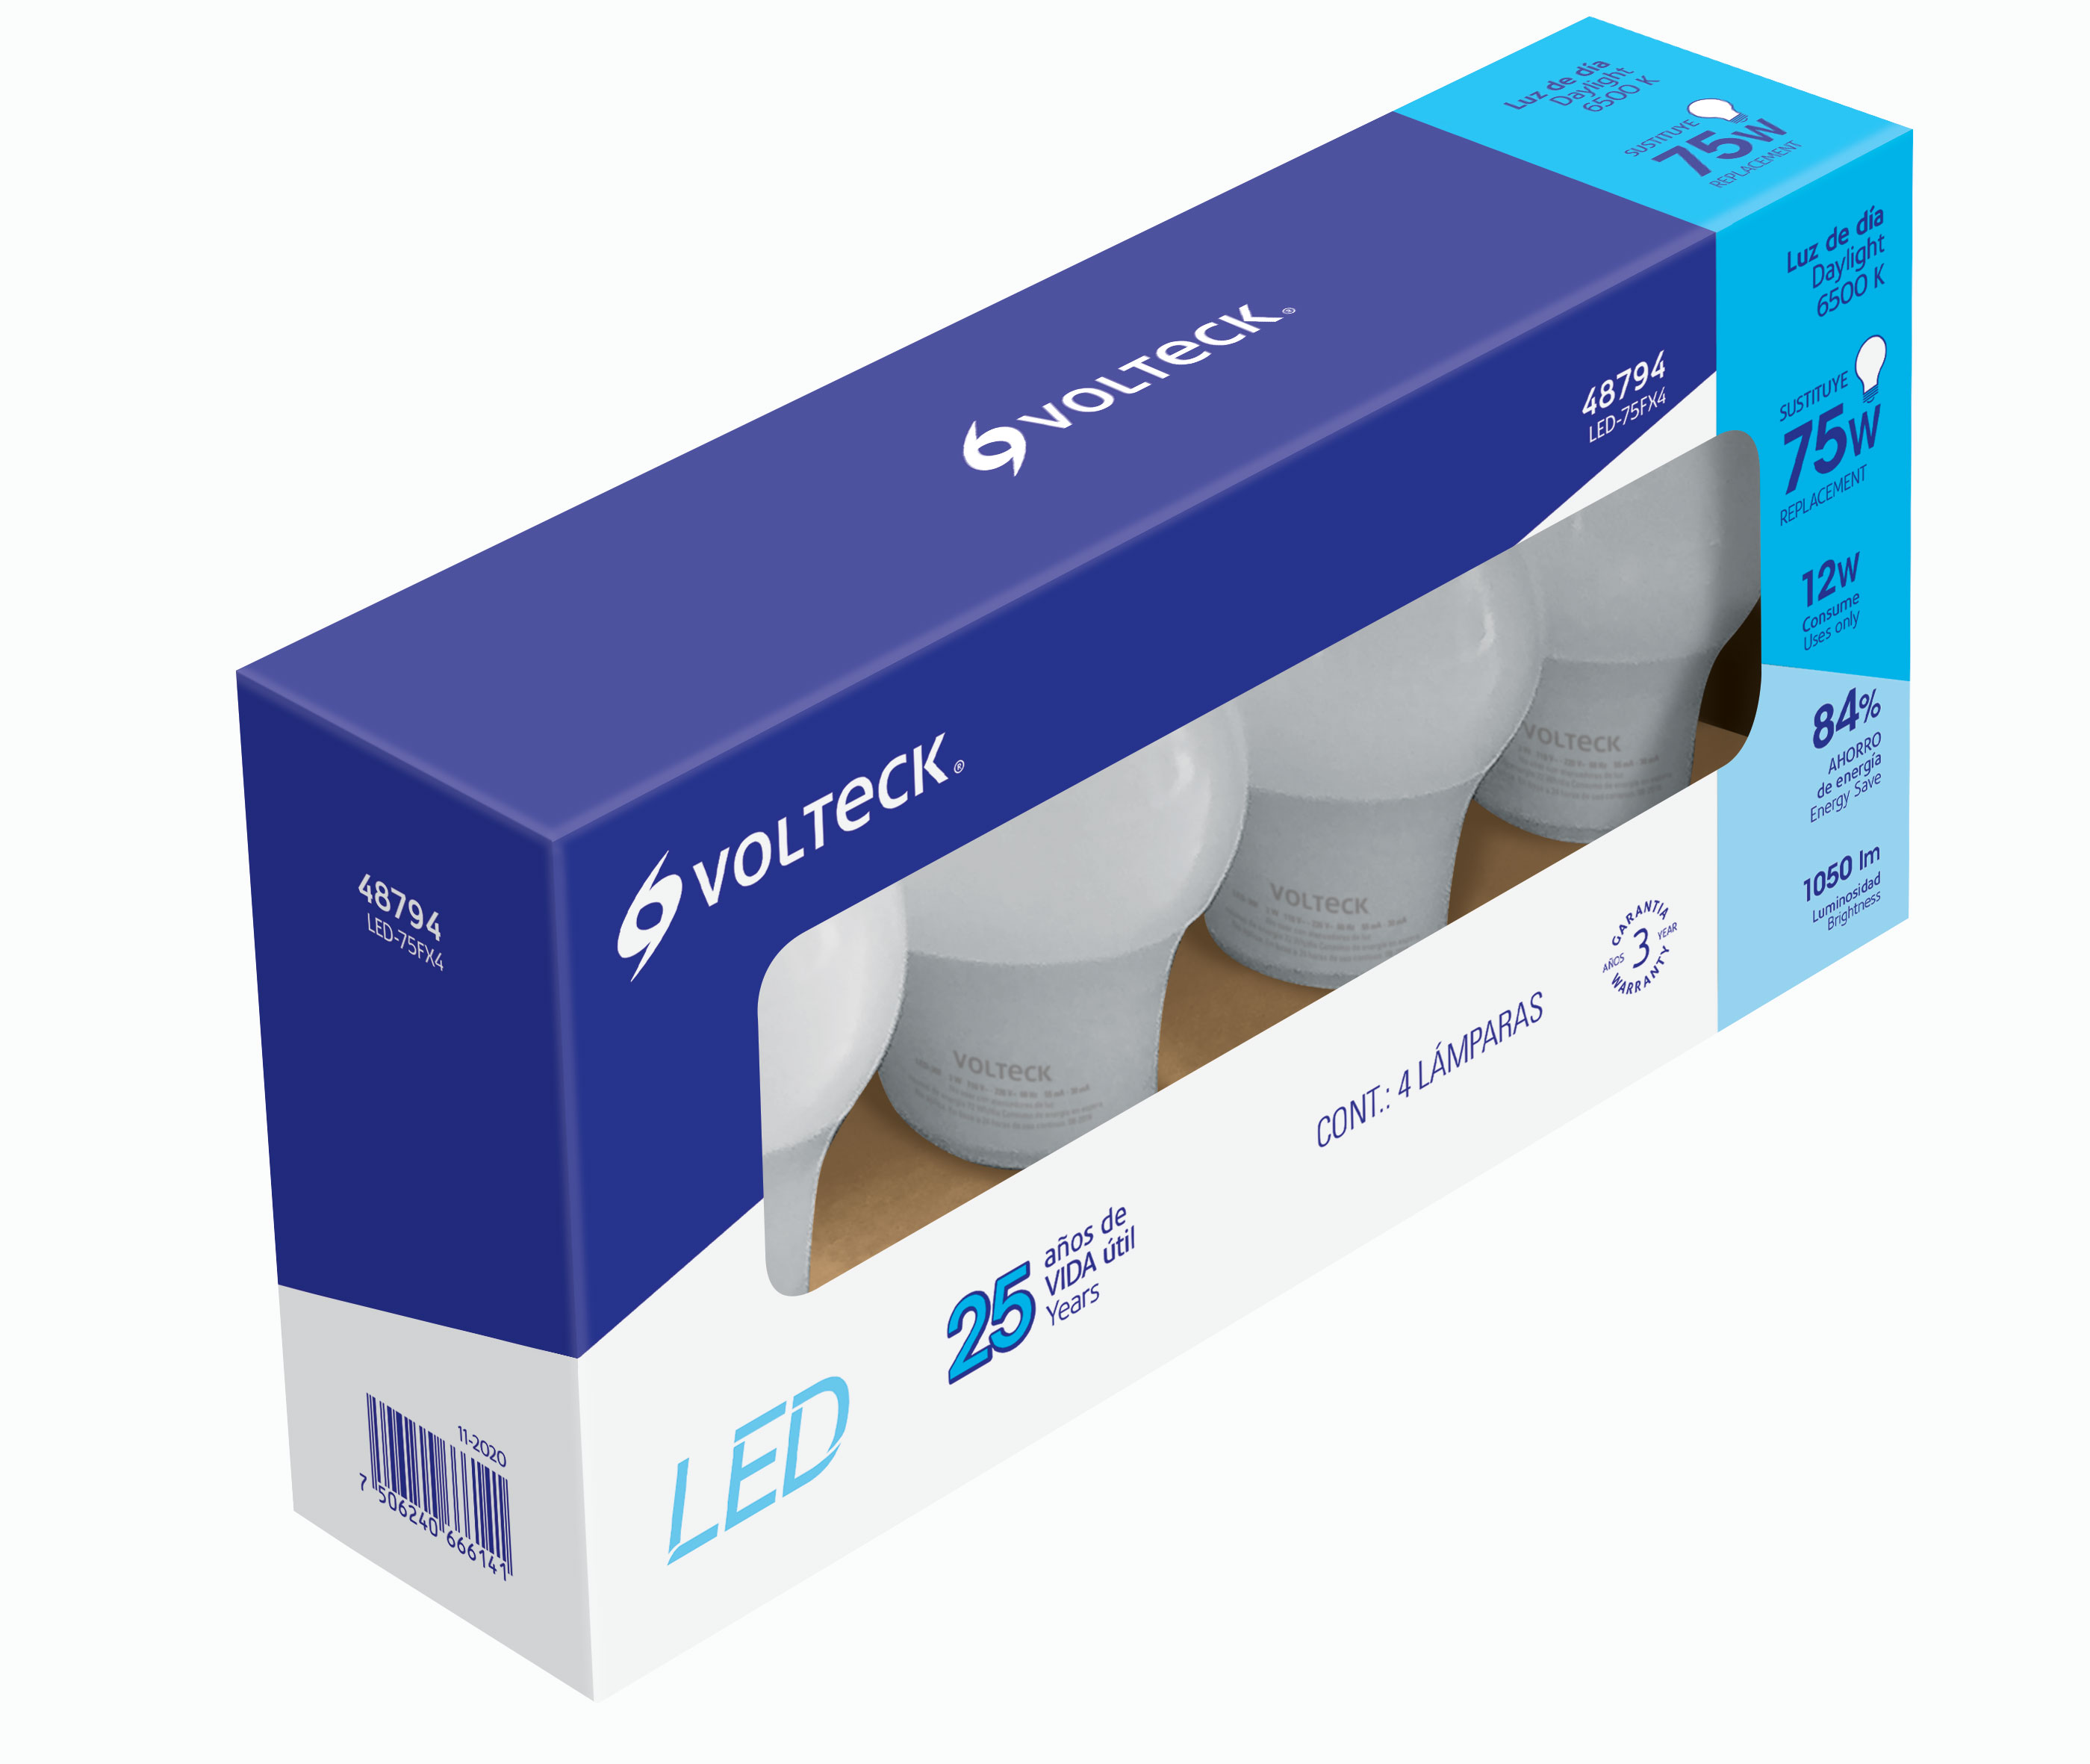 Luz de día
Daylight
6500 K
SUSTITUYE
75W
REPLACEMENT
VOLTECK®
48794
LED-75FX4
VOLTECK®
48794
LED-75FX4
Luz de día
Daylight
6500 K
SUSTITUYE
75W
REPLACEMENT
12W
Consume
Uses only
84%
AHORRO
de energía
Energy Save
1050 lm
Luminosidad
Brightness
VOLTECK
VOLTECK
VOLTECK
GARANTIA
AÑOS 3 YEAR
WARRANTY
CONT.: 4 LÁMPARAS
25 años de
VIDA útil
Years
LED
11-2020
7 506240 666141